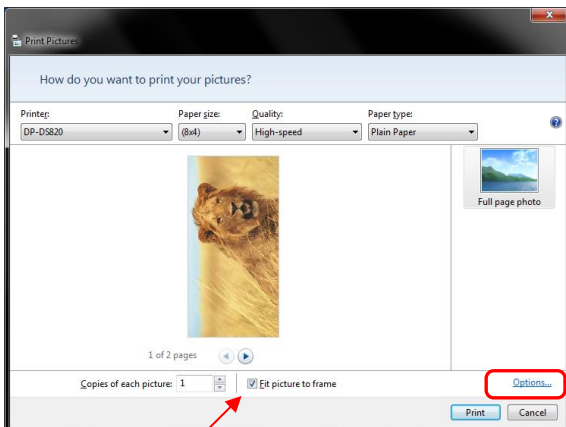 Print Pictures
How do you want to print your pictures?
Printer: Paper size: Quality: Paper type:
DP-DS820 (8x4) High-speed Plain Paper
Full page photo
1 of 2 pages
Copies of each picture: 1 Fit picture to frame Options...
Print Cancel